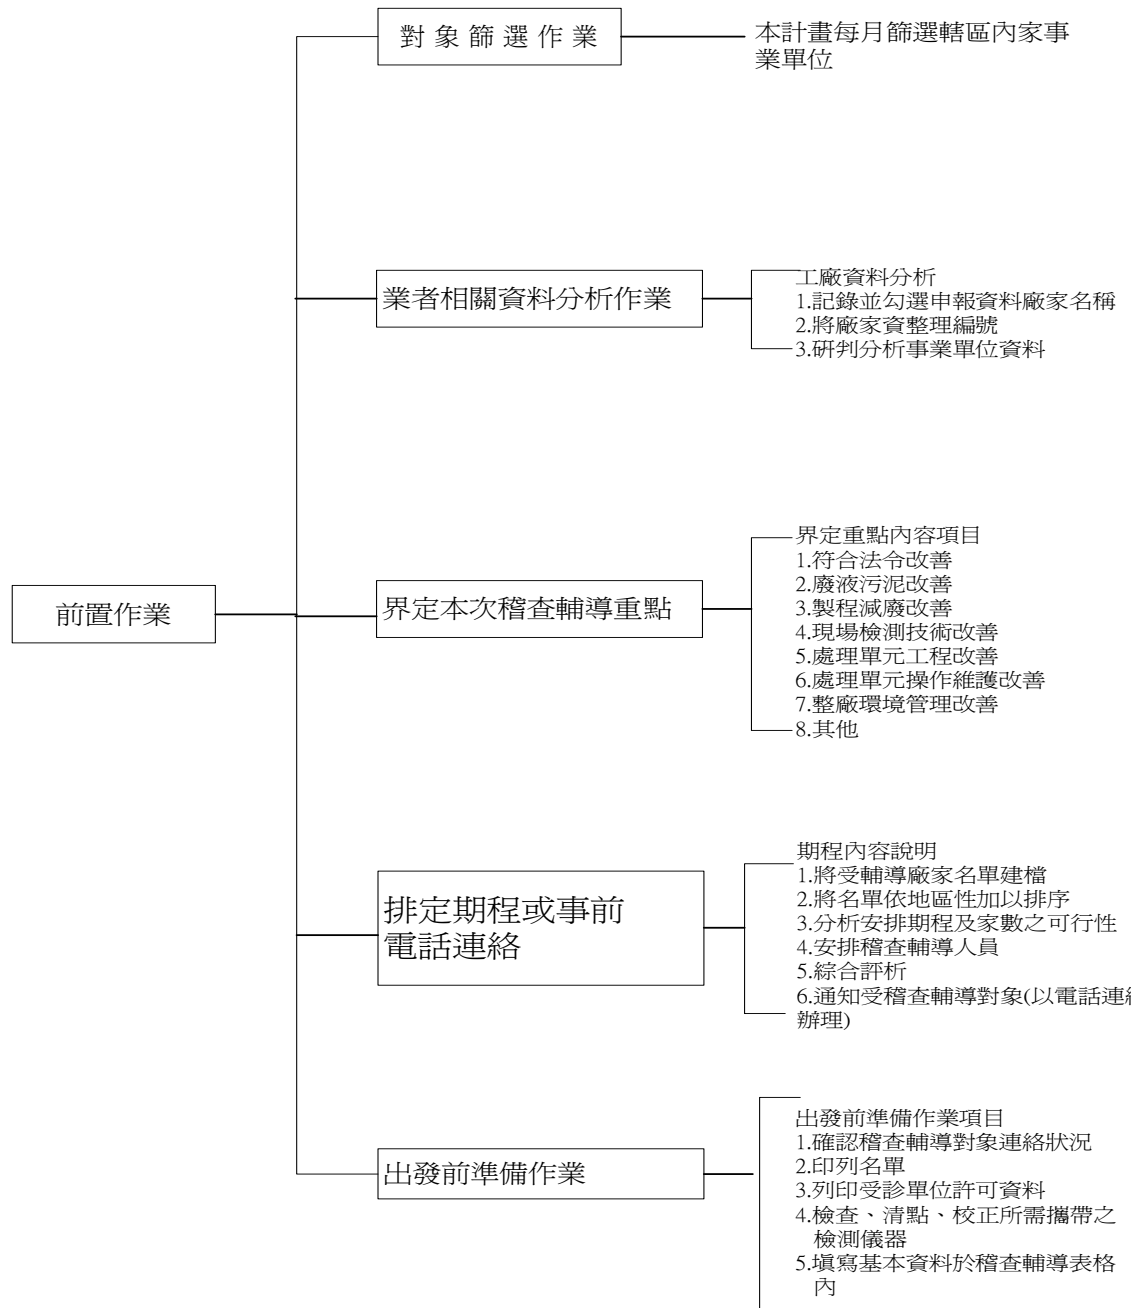 對象篩選作業
本計畫每月篩選轄區內家事
業單位
業者相關資料分析作業
工廠資料分析
1.記錄並勾選申報資料廠家名稱
2.將廠家資整理編號
3.研判分析事業單位資料
前置作業
界定本次稽查輔導重點
界定重點內容項目
1.符合法令改善
2.廢液污泥改善
3.製程減廢改善
4.現場檢測技術改善
5.處理單元工程改善
6.處理單元操作維護改善
7.整廠環境管理改善
8.其他
排定期程或事前
電話連絡
期程內容說明
1.將受輔導廠家名單建檔
2.將名單依地區性加以排序
3.分析安排期程及家數之可行性
4.安排稽查輔導人員
5.綜合評析
6.通知受稽查輔導對象(以電話連絡
辦理)
出發前準備作業
出發前準備作業項目
1.確認稽查輔導對象連絡狀況
2.印列名單
3.列印受診單位許可資料
4.檢查、清點、校正所需攜帶之
檢測儀器
5.填寫基本資料於稽查輔導表格
內